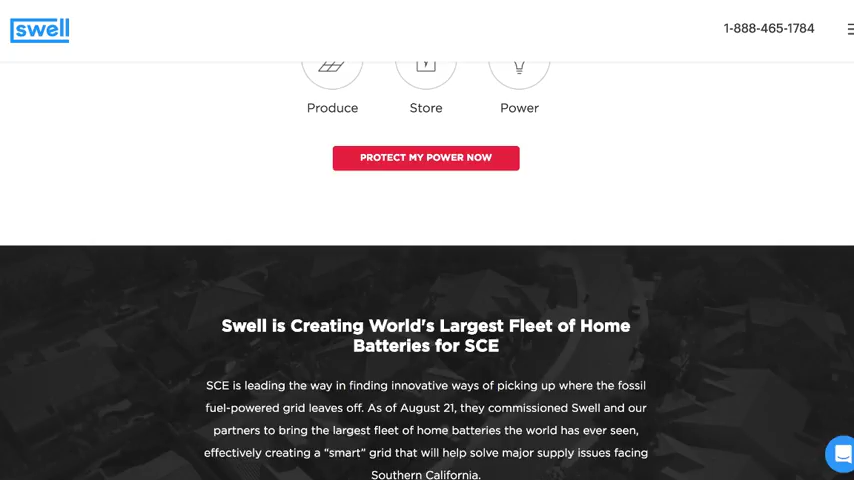 swell
1-888-465-1784
Produce
Store
Power
PROTECT MY POWER NOW
Swell is Creating World's Largest Fleet of Home
Batteries for SCE
SCE is leading the way in finding innovative ways of picking up where the fossil
fuel-powered grid leaves off. As of August 21, they commissioned Swell and our
partners to bring the largest fleet of home batteries the world has ever seen,
effectively creating a “smart” grid that will help solve major supply issues facing
Southern California.